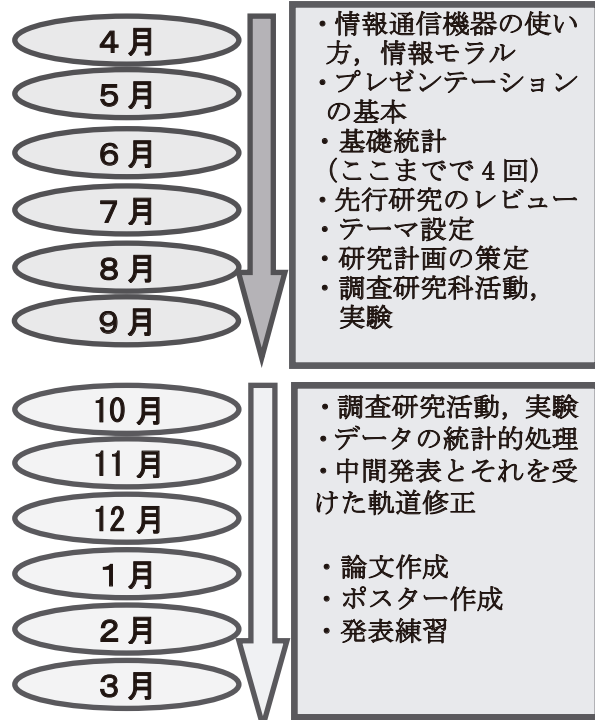 4月
5月
6月
7月
8月
9月
・情報通信機器の使い
方，情報モラル
・プレゼンテーション
の基本
・基礎統計
（ここまでで4回）
・先行研究のレビュー
・テーマ設定
・研究計画の策定
・調査研究科活動，
実験
10月
11月
12月
1月
2月
3月
・調査研究活動，実験
・データの統計的処理
・中間発表とそれを受
けた軌道修正
・論文作成
・ポスター作成
・発表練習